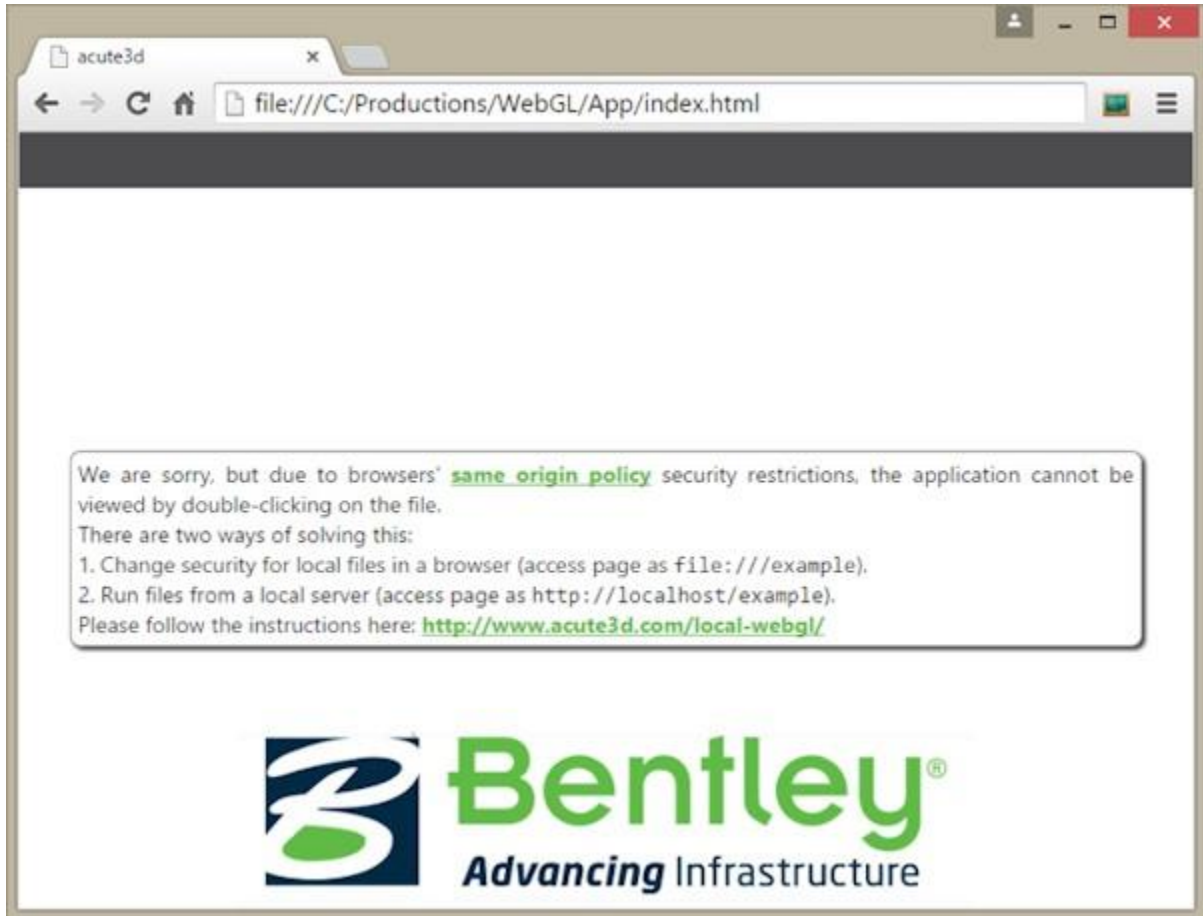 acute3d
file:///C:/Productions/WebGL/App/index.html
We are sorry, but due to browsers' same origin policy security restrictions, the application cannot be
viewed by double-clicking on the file.
There are two ways of solving this:
1. Change security for local files in a browser (access page as file:///example).
2. Run files from a local server (access page as http://localhost/example).
Please follow the instructions here: http://www.acute3d.com/local-webgl/
B Bentley®
Advancing Infrastructure